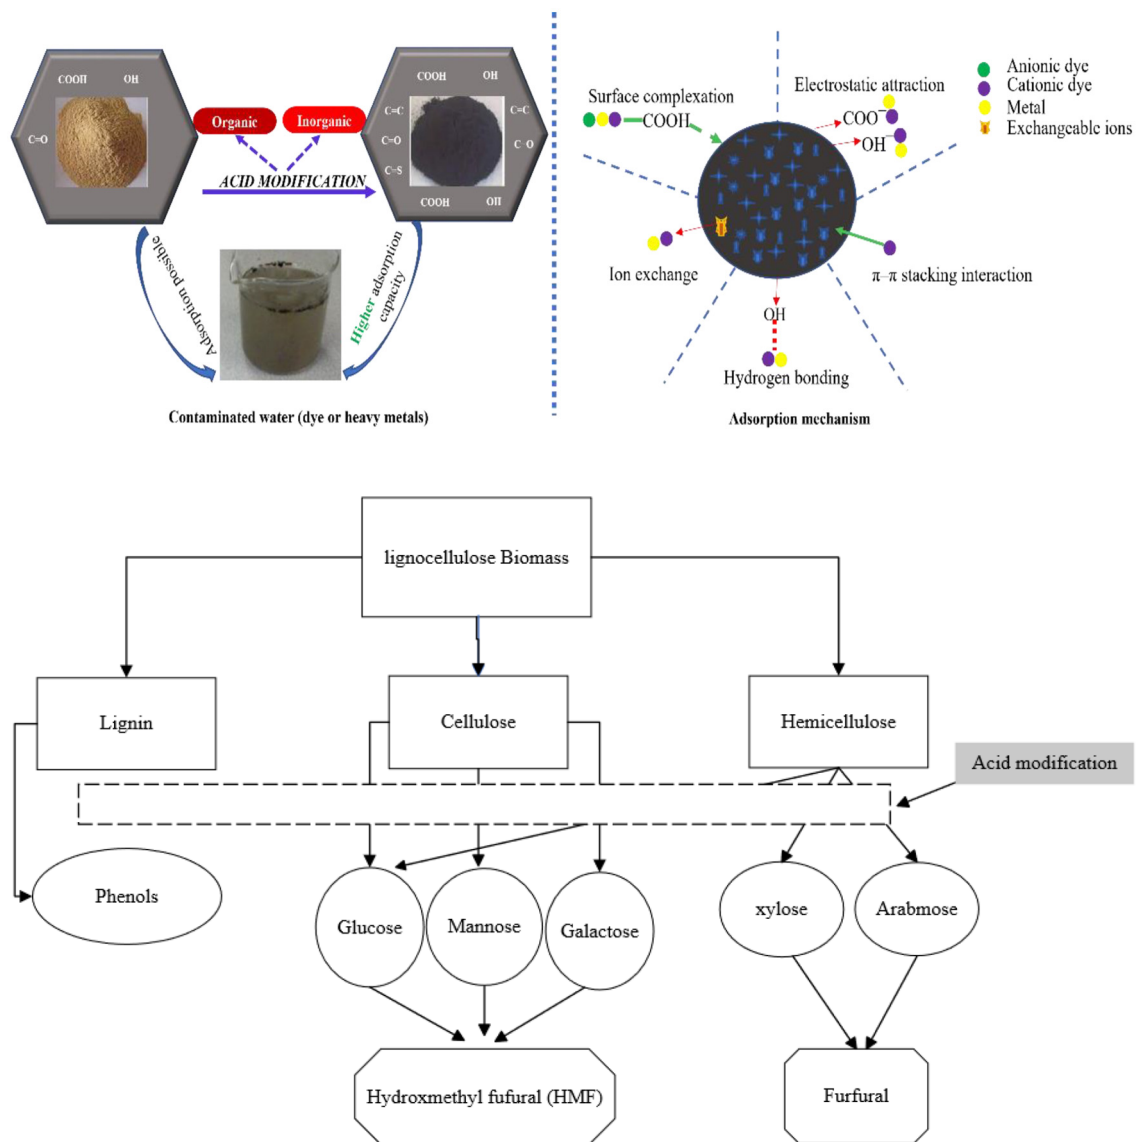 COOH
OH
C=O
Organic
Inorganic
ACID MODIFICATION
COOH
OH
C=C
C=C
C=O
C O
C=S
COOH
OH
Adsorption possible
Higher adsorption
capacity
Contaminated water (dye or heavy metals)
Surface complexation
COOH
Electrostatic attraction
COO−
OH−
Anionic dye
Cationic dye
Metal
Exchangeable ions
Ion exchange
π–π stacking interaction
OH
Hydrogen bonding
Adsorption mechanism
lignocellulose Biomass
Lignin
Cellulose
Hemicellulose
Acid modification
Phenols
Glucose
Mannose
Galactose
xylose
Arabmose
Hydroxmethyl fufural (HMF)
Furfural